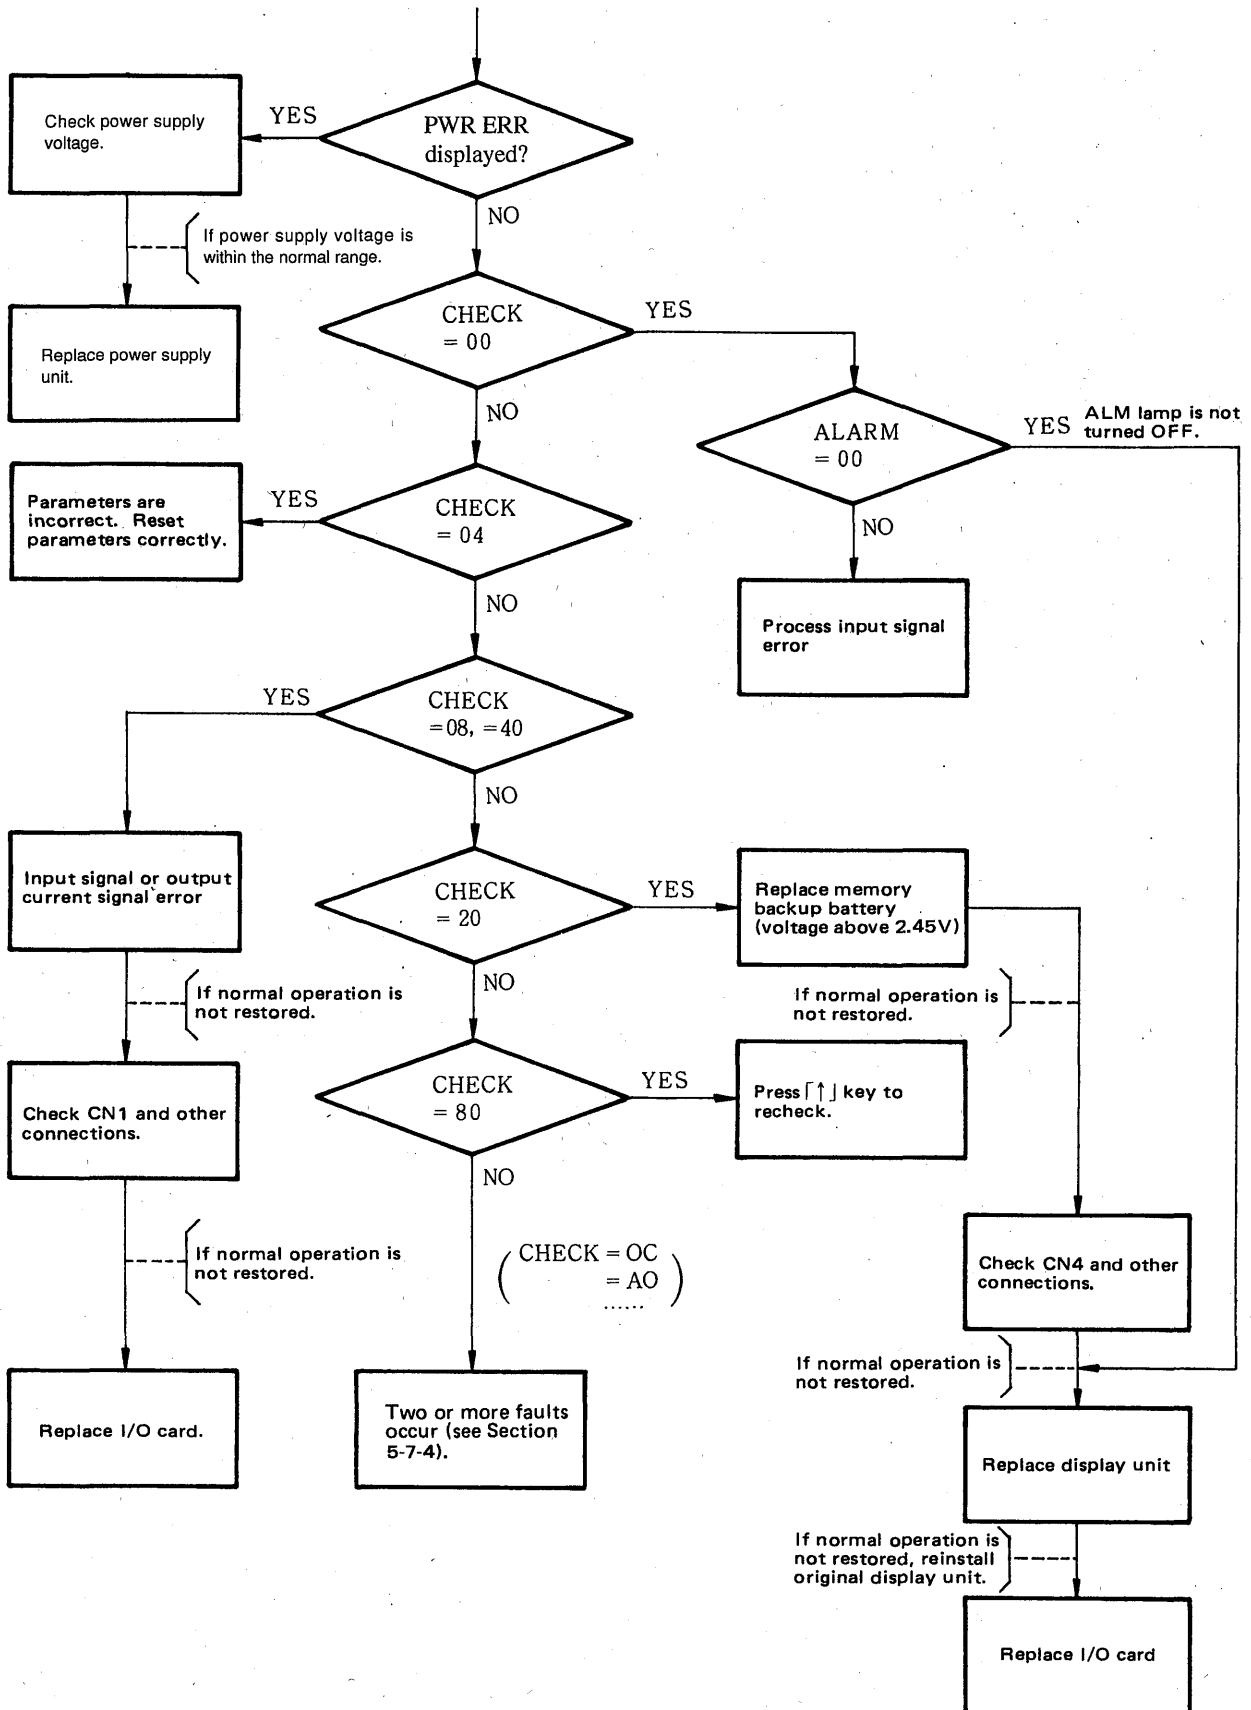 YES
Check power supply
voltage.
PWR ERR
displayed?
NO
If power supply voltage is
within the normal range.
Replace power supply
unit.
CHECK
= 00
YES
NO
ALARM
= 00
YES
ALM lamp is not
turned OFF.
NO
Process input signal
error
Parameters are
incorrect. Reset
parameters correctly.
YES
CHECK
= 04
NO
YES
CHECK
=08, =40
NO
Input signal or output
current signal error
If normal operation is
not restored.
Check CN1 and other
connections.
If normal operation is
not restored.
Replace I/O card.
CHECK
= 20
YES
NO
Replace memory
backup battery
(voltage above 2.45V)
If normal operation is
not restored.
CHECK
= 80
YES
Press ⌈↑⌋ key to
recheck.
NO
(CHECK = OC
= AO
......)
Two or more faults
occur (see Section
5-7-4).
Check CN4 and other
connections.
If normal operation is
not restored.
Replace display unit
If normal operation is
not restored, reinstall
original display unit.
Replace I/O card